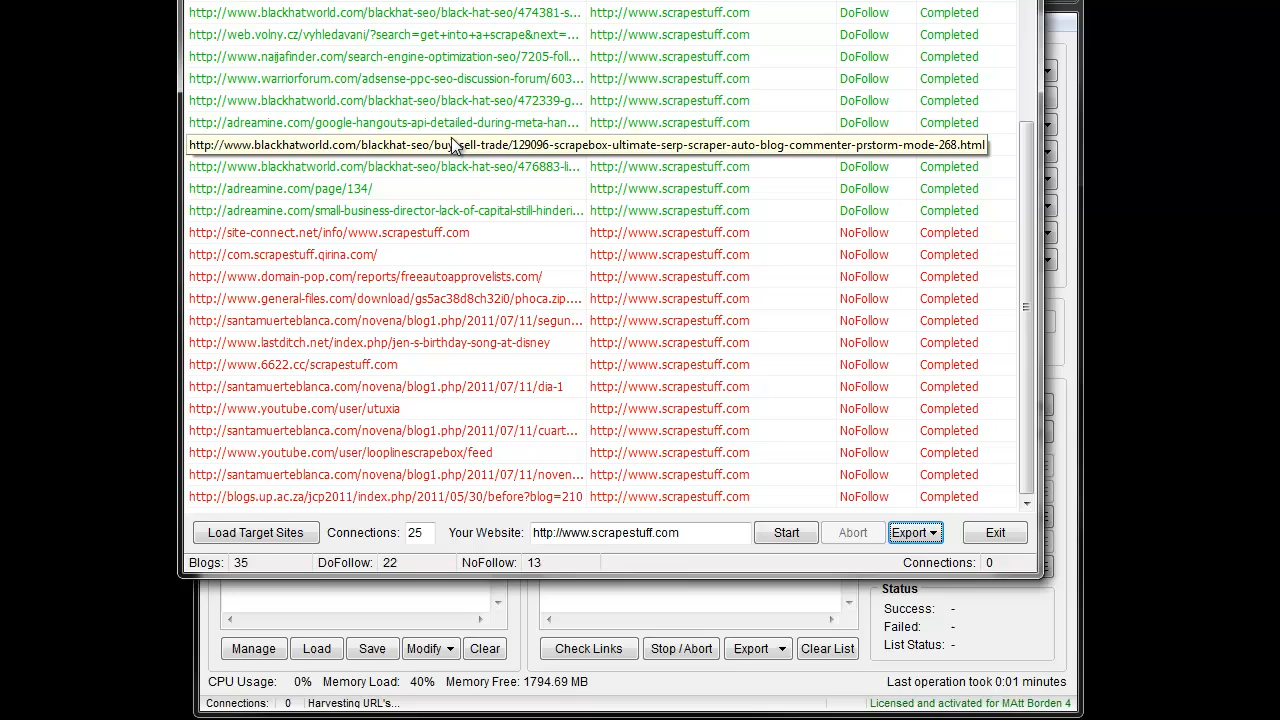 http://www.blackhatworld.com/blackhat-seo/black-hat-seo/474381-s... http://www.scrapestuff.com DoFollow Completed
http://web.volny.cz/vyhledavani/?search=get+into+a+scrape&next=... http://www.scrapestuff.com DoFollow Completed
http://www.naijafinder.com/search-engine-optimization-seo/7205-foll... http://www.scrapestuff.com DoFollow Completed
http://www.warriorforum.com/adsense-ppc-seo-discussion-forum/603... http://www.scrapestuff.com DoFollow Completed
http://www.blackhatworld.com/blackhat-seo/black-hat-seo/472339-g... http://www.scrapestuff.com DoFollow Completed
http://adreamine.com/google-hangouts-api-detailed-during-meta-han... http://www.scrapestuff.com DoFollow Completed
http://www.blackhatworld.com/blackhat-seo/buy-sell-trade/129096-scrapebox-ultimate-serp-scraper-auto-blog-commenter-prstorm-mode-268.html
http://www.blackhatworld.com/blackhat-seo/black-hat-seo/476883-li... http://www.scrapestuff.com DoFollow Completed
http://adreamine.com/page/134/ http://www.scrapestuff.com DoFollow Completed
http://adreamine.com/small-business-director-lack-of-capital-still-hinderi... http://www.scrapestuff.com DoFollow Completed
http://site-connect.net/info/www.scrapestuff.com http://www.scrapestuff.com NoFollow Completed
http://com.scrapestuff.qirina.com/ http://www.scrapestuff.com NoFollow Completed
http://www.domain-pop.com/reports/freeautoapprovelists.com/ http://www.scrapestuff.com NoFollow Completed
http://www.general-files.com/download/gs5ac38d8ch32i0/phoca.zip.... http://www.scrapestuff.com NoFollow Completed
http://santamuerteblanca.com/novena/blog1.php/2011/07/11/segun... http://www.scrapestuff.com NoFollow Completed
http://www.lastditch.net/index.php/jen-s-birthday-song-at-disney http://www.scrapestuff.com NoFollow Completed
http://www.6622.cc/scrapestuff.com http://www.scrapestuff.com NoFollow Completed
http://santamuerteblanca.com/novena/blog1.php/2011/07/11/dia-1 http://www.scrapestuff.com NoFollow Completed
http://www.youtube.com/user/utuxia http://www.scrapestuff.com NoFollow Completed
http://santamuerteblanca.com/novena/blog1.php/2011/07/11/cuart... http://www.scrapestuff.com NoFollow Completed
http://www.youtube.com/user/looplinescrapebox/feed http://www.scrapestuff.com NoFollow Completed
http://santamuerteblanca.com/novena/blog1.php/2011/07/11/noven... http://www.scrapestuff.com NoFollow Completed
http://blogs.up.ac.za/jcp2011/index.php/2011/05/30/before?blog=210 http://www.scrapestuff.com NoFollow Completed
Load Target Sites Connections: 25 Your Website: http://www.scrapestuff.com Start Abort Export Exit
Blogs: 35 DoFollow: 22 NoFollow: 13 Connections: 0
Status
Success: -
Failed: -
List Status: -
Manage Load Save Modify Clear Check Links Stop / Abort Export Clear List
CPU Usage: 0% Memory Load: 40% Memory Free: 1794.69 MB Last operation took 0:01 minutes
Connections: 0 Harvesting URL's... Licensed and activated for MAtt Borden 4